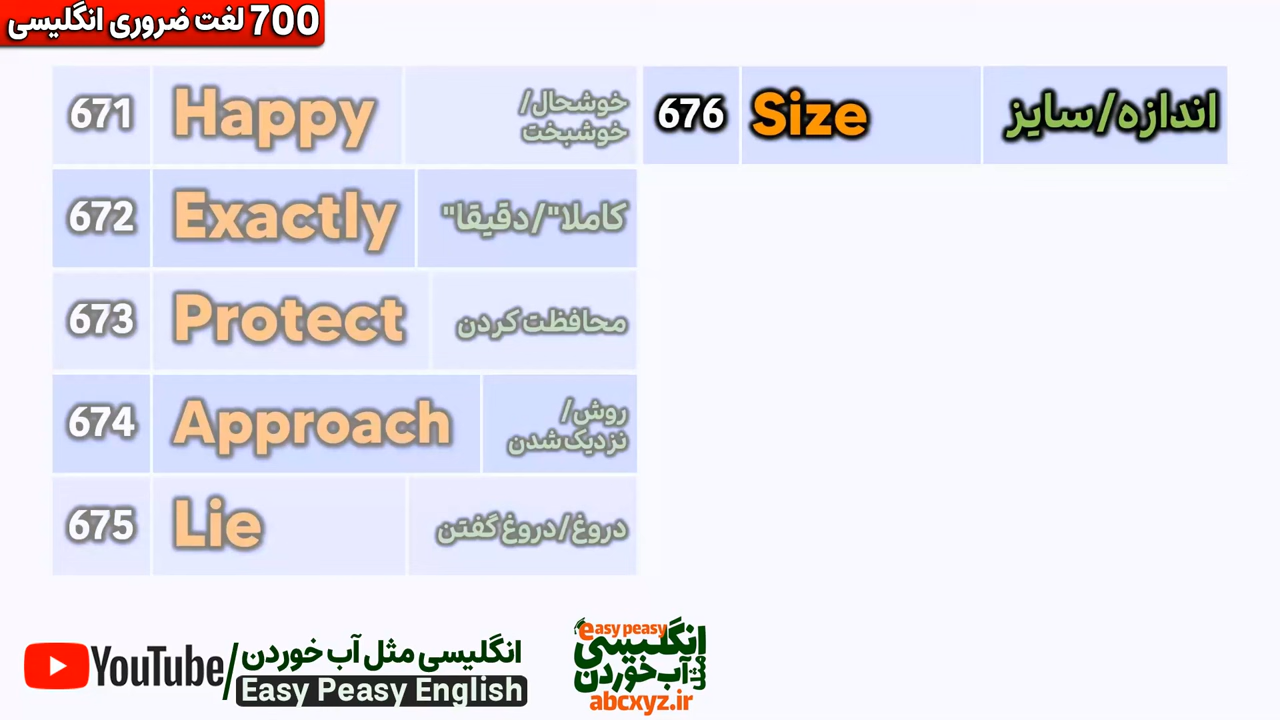 700 لغت ضروری انگلیسی
671 Happy خوشحال/
خوشبخت
672 Exactly کاملا"/دقیقا"
673 Protect محافظت کردن
674 Approach روش/
نزدیک شدن
675 Lie دروغ/دروغ گفتن
676 Size اندازه/سایز
YouTube/انگلیسی مثل آب خوردن
Easy Peasy English
easy peasy
انگلیسی
مثل آب خوردن
abcxyz.ir